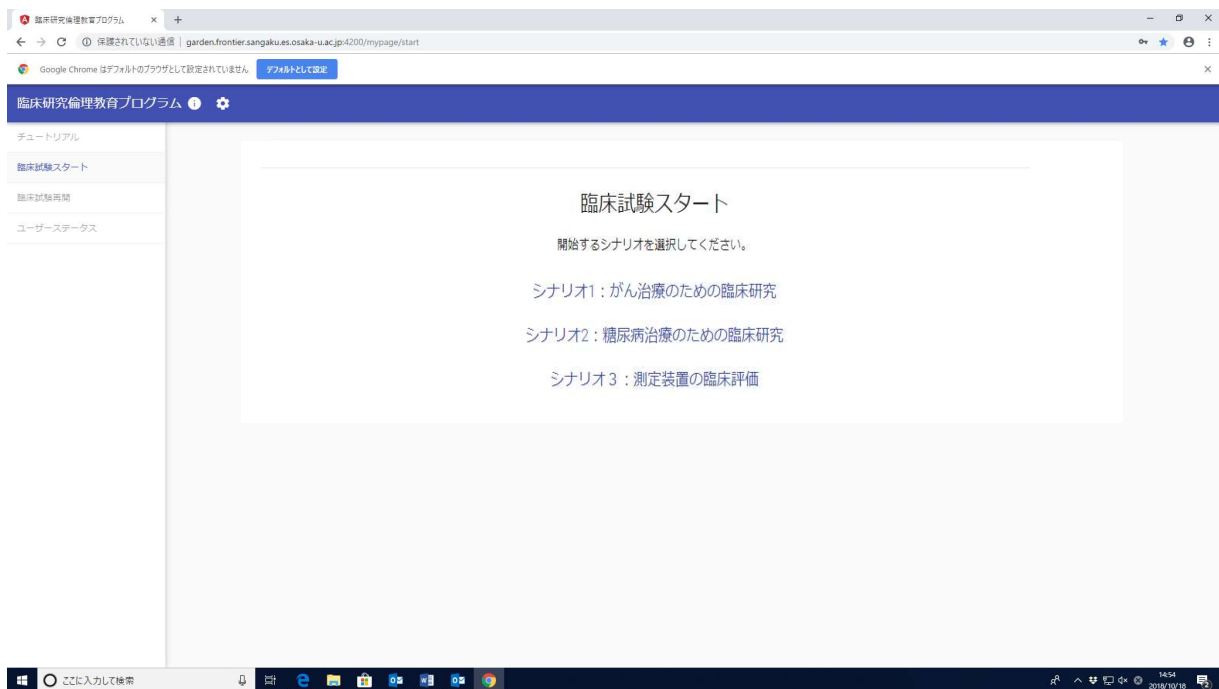 臨床研究倫理教育プログラム
保護されていない通信 | garden.frontier.sangaku.es.osaka-u.ac.jp:4200/mypage/start
Google Chrome はデフォルトのブラウザとして設定されていません デフォルトとして設定
臨床研究倫理教育プログラム
チュートリアル
臨床試験スタート
臨床試験再開
ユーザーステータス
臨床試験スタート
開始するシナリオを選択してください。
シナリオ1：がん治療のための臨床研究
シナリオ2：糖尿病治療のための臨床研究
シナリオ３：測定装置の臨床評価
ここに入力して検索
14:54
2018/10/18